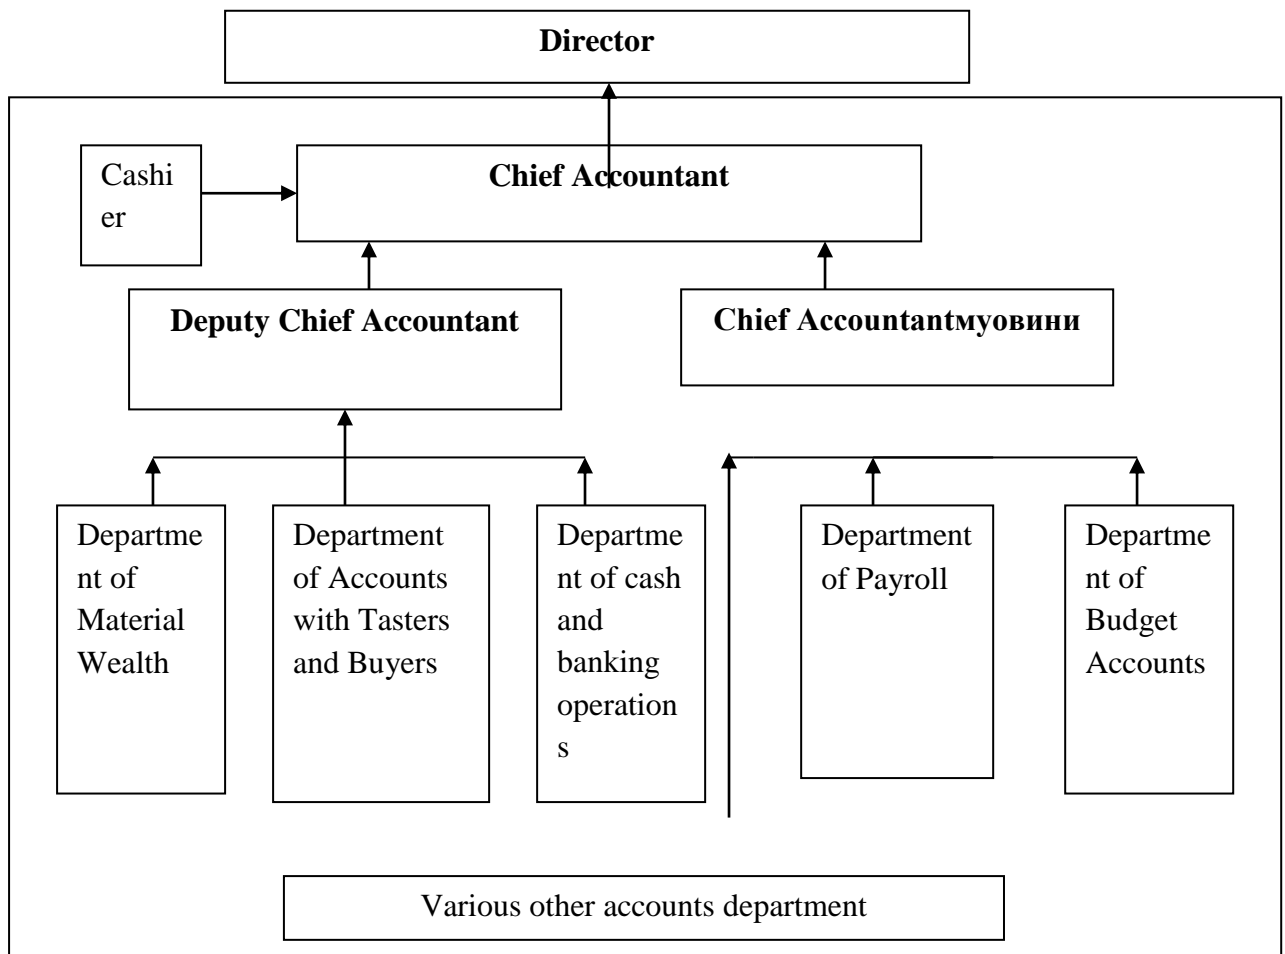 Director
Cashi
er
Chief Accountant
Deputy Chief Accountant
Chief Accountantмуовини
Departme
nt of
Material
Wealth
Department
of Accounts
with Tasters
and Buyers
Departme
nt of cash
and
banking
operation
s
Department
of Payroll
Departme
nt of
Budget
Accounts
Various other accounts department